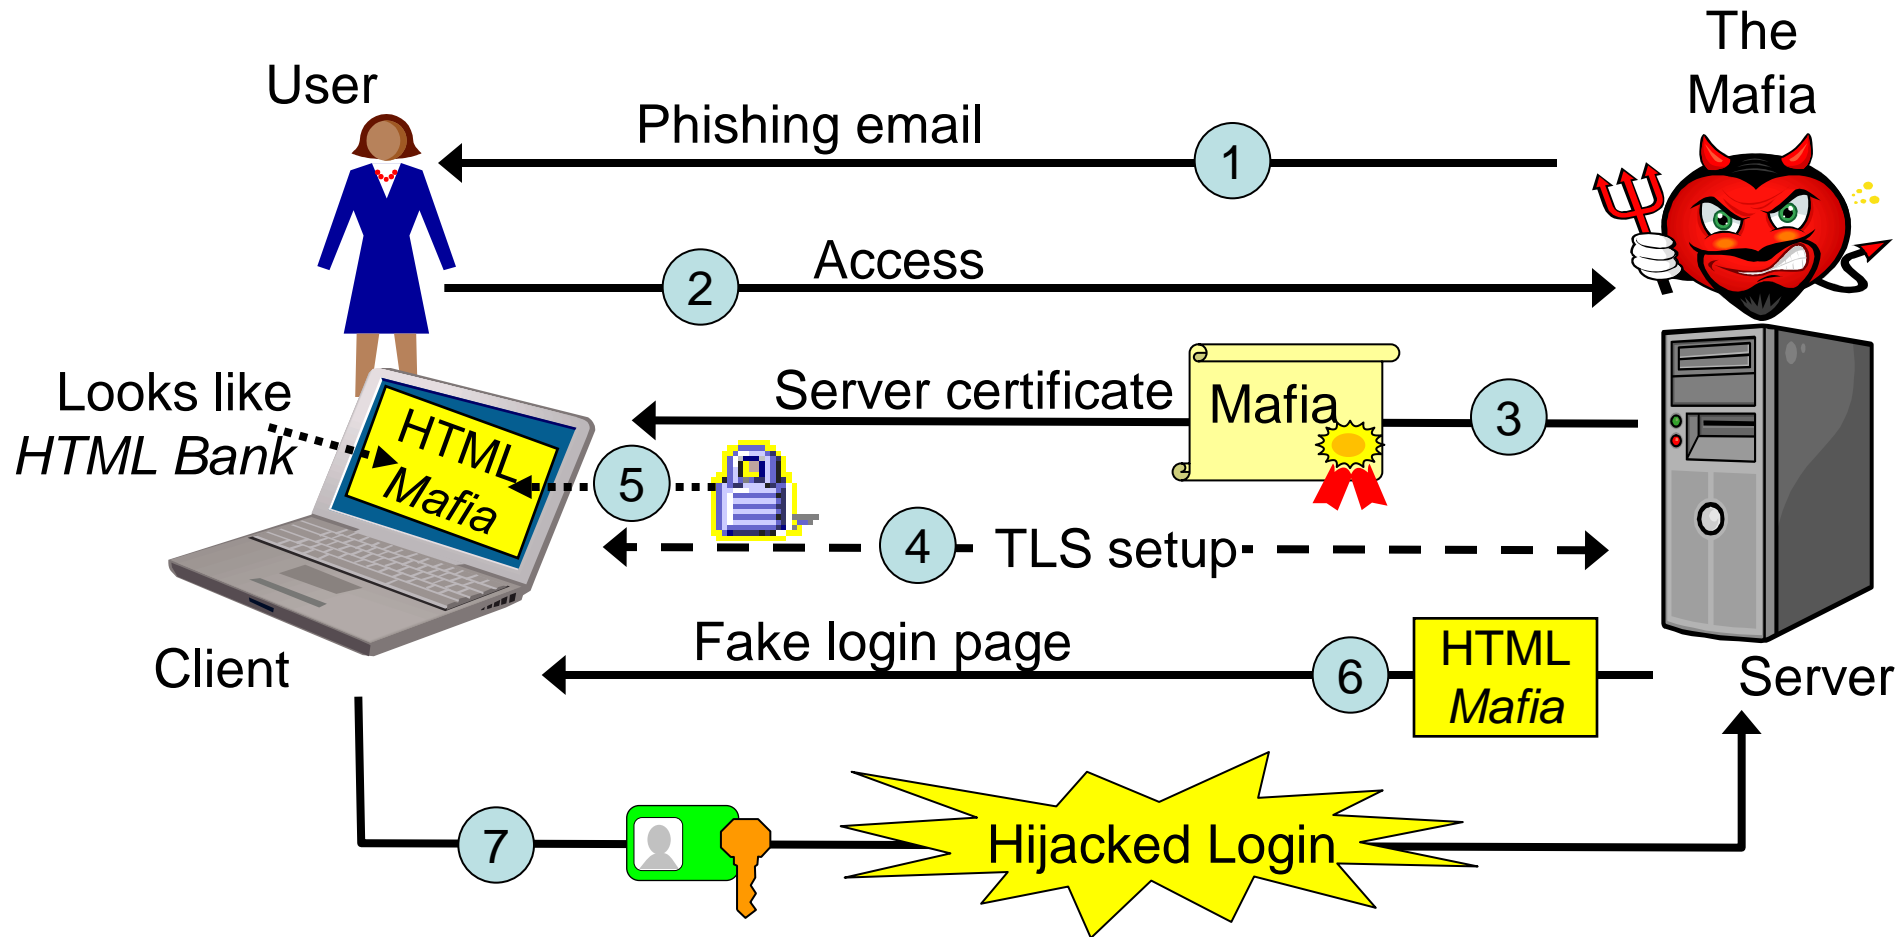 The
Mafia
User
Phishing email
1
2
Access
Looks like
HTML Bank
HTML
Mafia
Server certificate
Mafia
3
5
4
TLS setup
Fake login page
6
HTML
Mafia
Client
Server
7
Hijacked Login